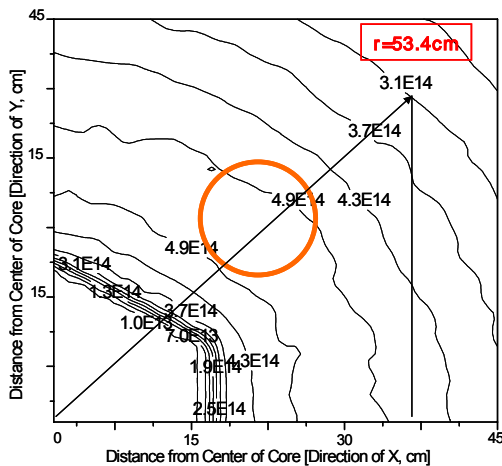 45
r=53.4cm
3.1E14
3.7E14
15
4.9E14
4.3E14
4.9E14
3.1E14
1.3E14
15
3.7E14
1.0E13
7.0E13
4.3E14
1.9E14
2.5E14
0
15
30
45
Distance from Center of Core [Direction of X, cm]
Distance from Center of Core [Direction of Y, cm]